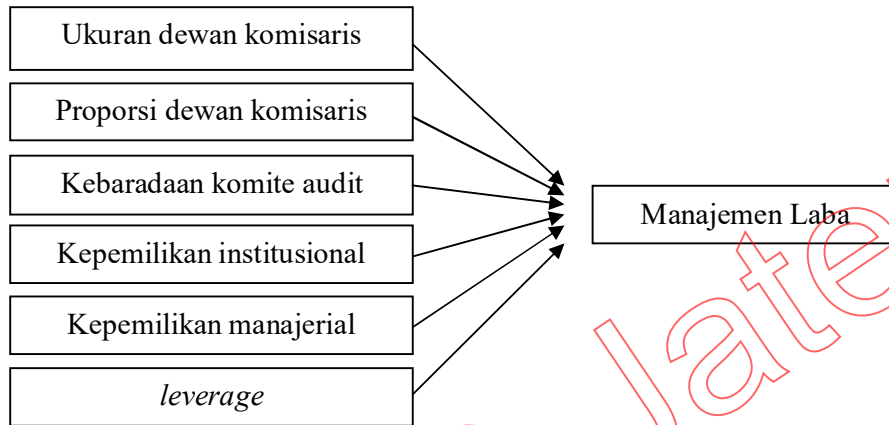 Ukuran dewan komisaris
Proporsi dewan komisaris
Kebaradaan komite audit
Kepemilikan institusional
Kepemilikan manajerial
leverage
Manajemen Laba